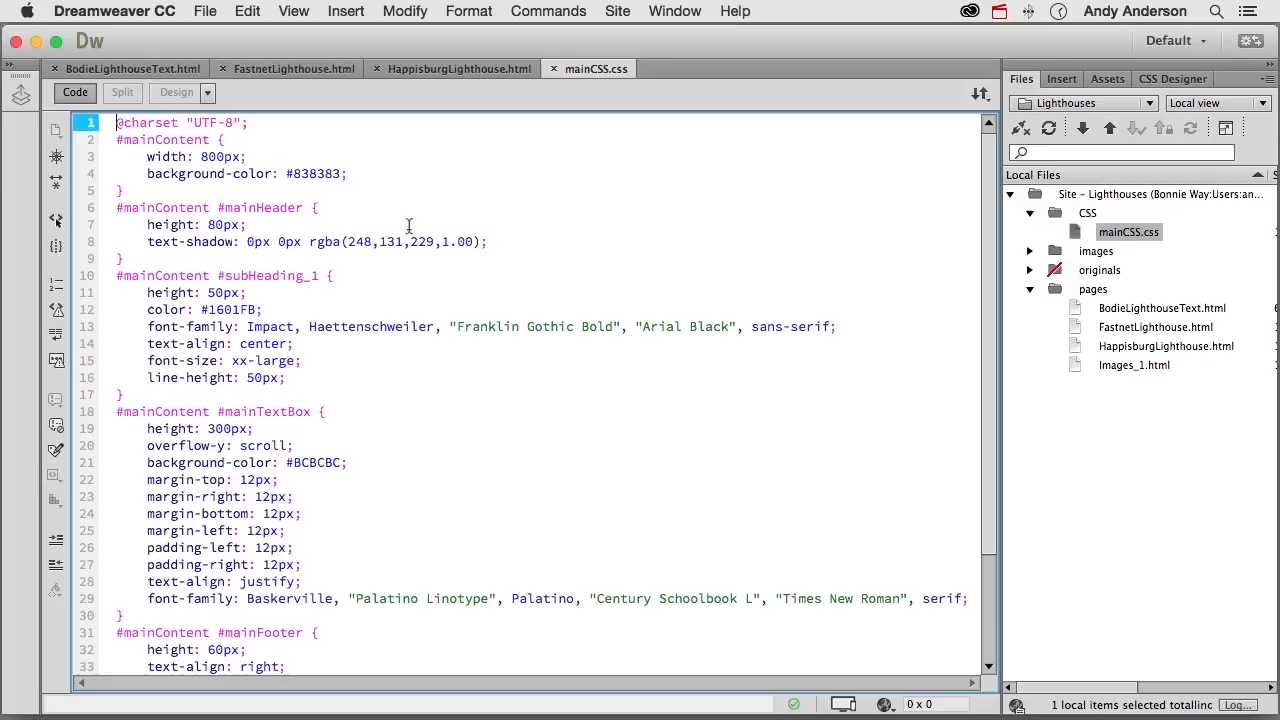 Dreamweaver CC File Edit View Insert Modify Format Commands Site Window Help Andy Anderson
Dw Default
BodieLighthouseText.html FastnetLighthouse.html HappisburgLighthouse.html mainCSS.css
Code Split Design
1 @charset "UTF-8";
2 #mainContent {
3 width: 800px;
4 background-color: #838383;
5 }
6 #mainContent #mainHeader {
7 height: 80px;
8 text-shadow: 0px 0px rgba(248,131,229,1.00);
9 }
10 #mainContent #subHeading_1 {
11 height: 50px;
12 color: #1601FB;
13 font-family: Impact, Haettenschweiler, "Franklin Gothic Bold", "Arial Black", sans-serif;
14 text-align: center;
15 font-size: xx-large;
16 line-height: 50px;
17 }
18 #mainContent #mainTextBox {
19 height: 300px;
20 overflow-y: scroll;
21 background-color: #BCBCBC;
22 margin-top: 12px;
23 margin-right: 12px;
24 margin-bottom: 12px;
25 margin-left: 12px;
26 padding-left: 12px;
27 padding-right: 12px;
28 text-align: justify;
29 font-family: Baskerville, "Palatino Linotype", Palatino, "Century Schoolbook L", "Times New Roman", serif;
30 }
31 #mainContent #mainFooter {
32 height: 60px;
33 text-align: right;
Files Insert Assets CSS Designer
Lighthouses Local view
Local Files S
Site – Lighthouses (Bonnie Way:Users:an...
CSS
mainCSS.css
images
originals
pages
BodieLighthouseText.html
FastnetLighthouse.html
HappisburgLighthouse.html
Images_1.html
0 x 0
1 local items selected totallinc Log...